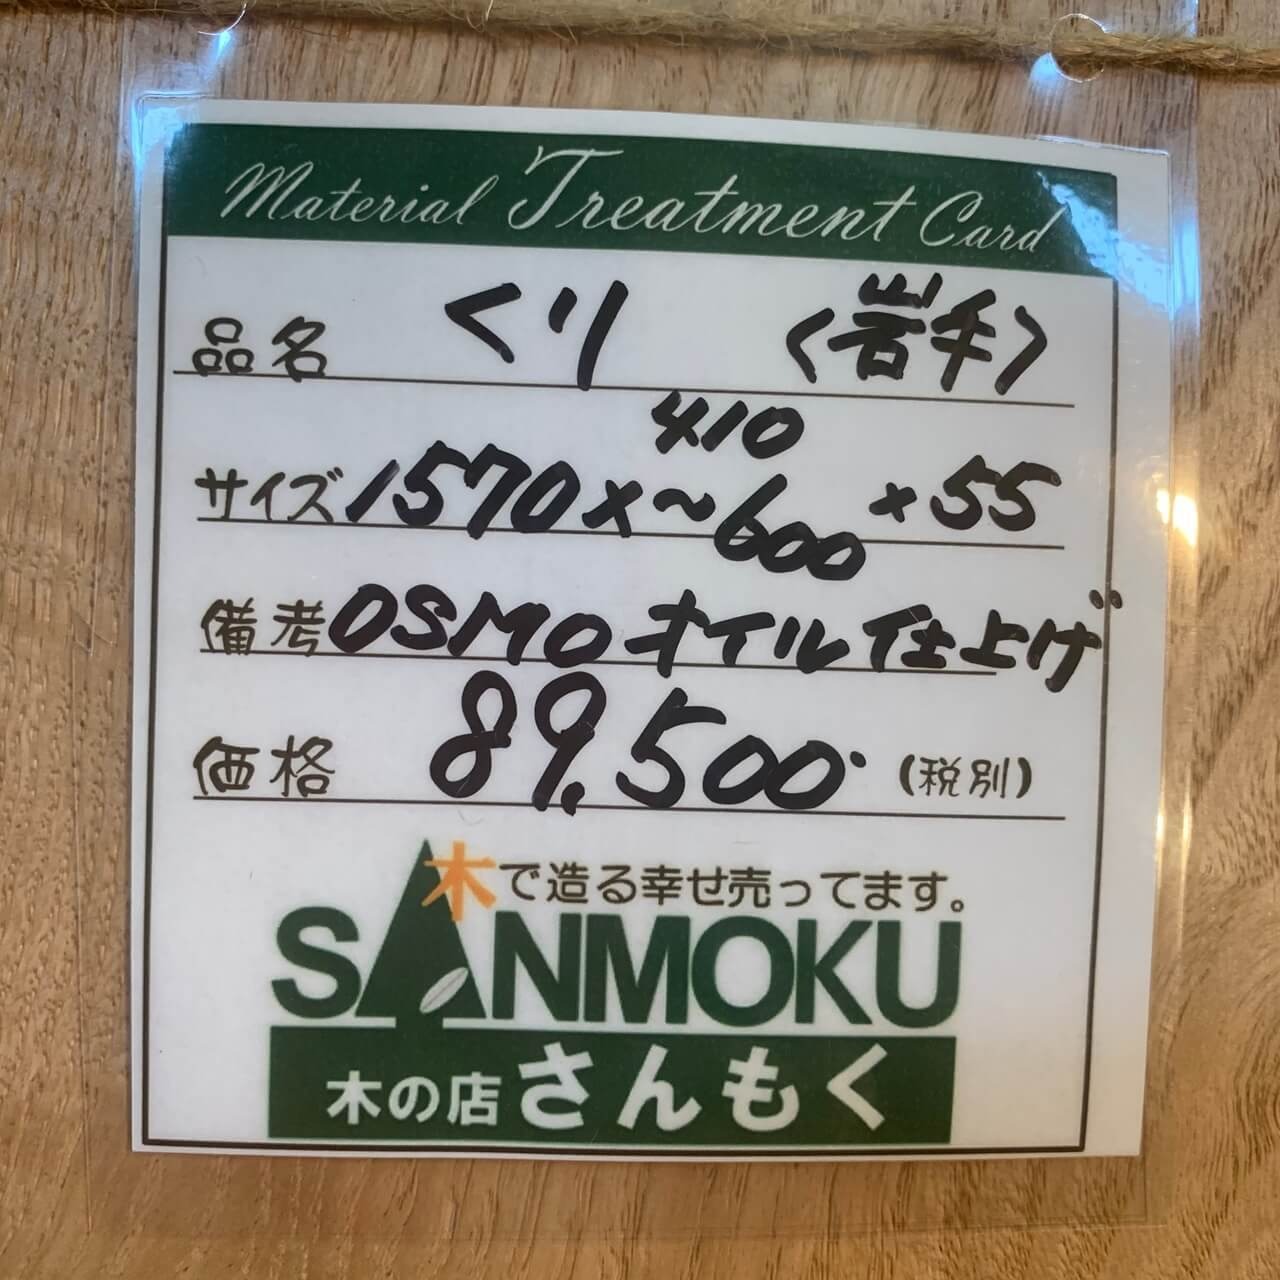 Material Treatment Card
品名 くり 〈岩手〉
サイズ 1570×410~600×55
備考 OSMOオイル仕上げ
価格 89,500. (税別)
木で造る幸せ売ってます。
SANMOKU
木の店 さんもく